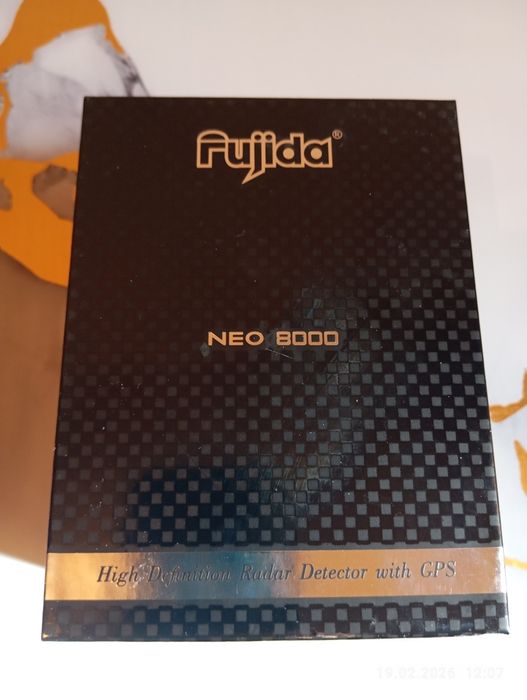 Fujida®
NEO 8000
High Definition Radar Detector with GPS
19.02.2026 12:07